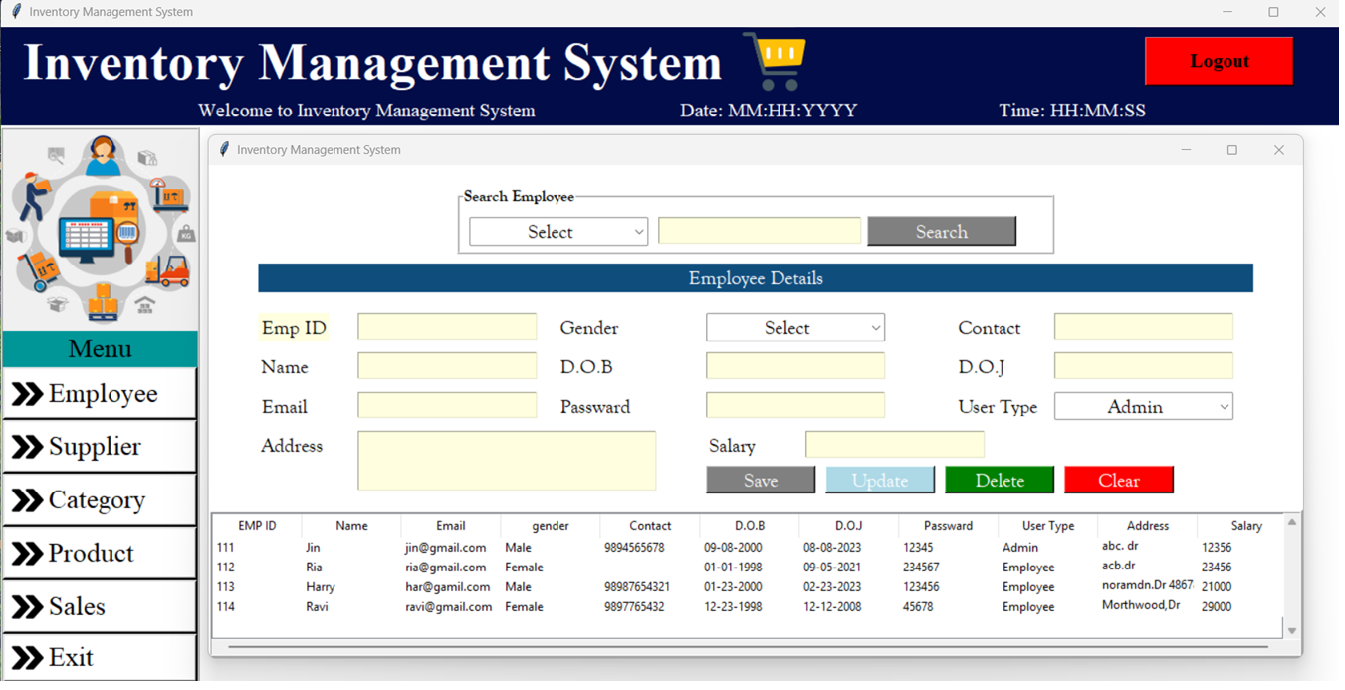 Inventory Management System
Inventory Management System
Logout
Welcome to Inventory Management System Date: MM:HH:YYYY Time: HH:MM:SS
Inventory Management System
Search Employee
Select Search
Employee Details
Emp ID Gender Select Contact
Name D.O.B D.O.J
Email Passward User Type Admin
Address Salary
Save Update Delete Clear
EMP ID Name Email gender Contact D.O.B D.O.J Passward User Type Address Salary
111 Jin jin@gmail.com Male 9894565678 09-08-2000 08-08-2023 12345 Admin abc. dr 12356
112 Ria ria@gmail.com Female 01-01-1998 09-05-2021 234567 Employee acb.dr 23456
113 Harry har@gamil.com Male 98987654321 01-23-2000 02-23-2023 123456 Employee noramdn.Dr 4867 21000
114 Ravi ravi@gmail.com Female 9897765432 12-23-1998 12-12-2008 45678 Employee Morthwood,Dr 29000
KG
Menu
Employee
Supplier
Category
Product
Sales
Exit